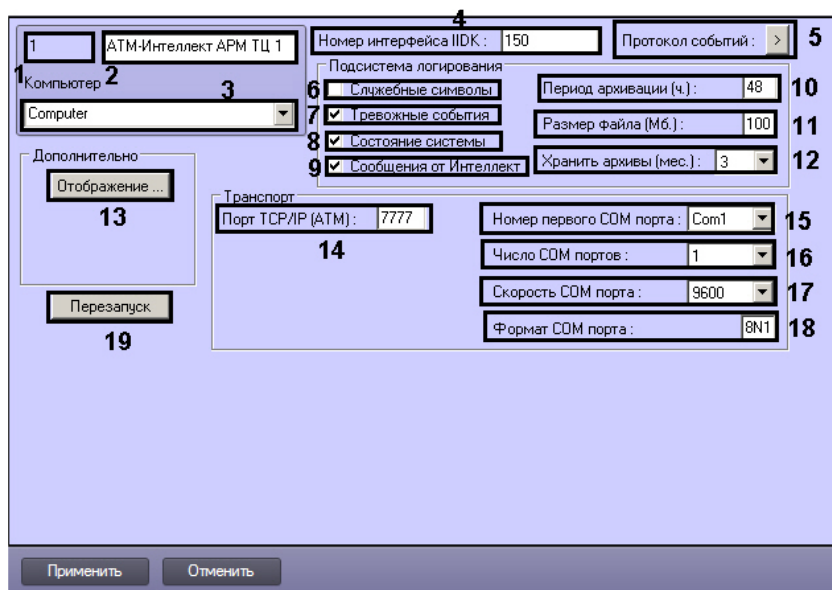 4
1 АТМ-Интеллект АРМ ТЦ 1 Номер интерфейса IIDK : 150 Протокол событий : > 5
1 Компьютер 2 3
Computer
Подсистема логирования
6 Служебные символы Период архивации (ч.) : 48 10
7 Тревожные события Размер файла (Мб.) : 100 11
8 Состояние системы
9 Сообщения от Интеллект Хранить архивы (мес.) : 3 12
Дополнительно
Отображение ...
13
Транспорт
Порт TCP/IP (ATM) : 7777 Номер первого COM порта : Com1 15
14 Число COM портов : 1 16
Скорость COM порта : 9600 17
Формат COM порта : 8N1 18
Перезапуск
19
Применить Отменить